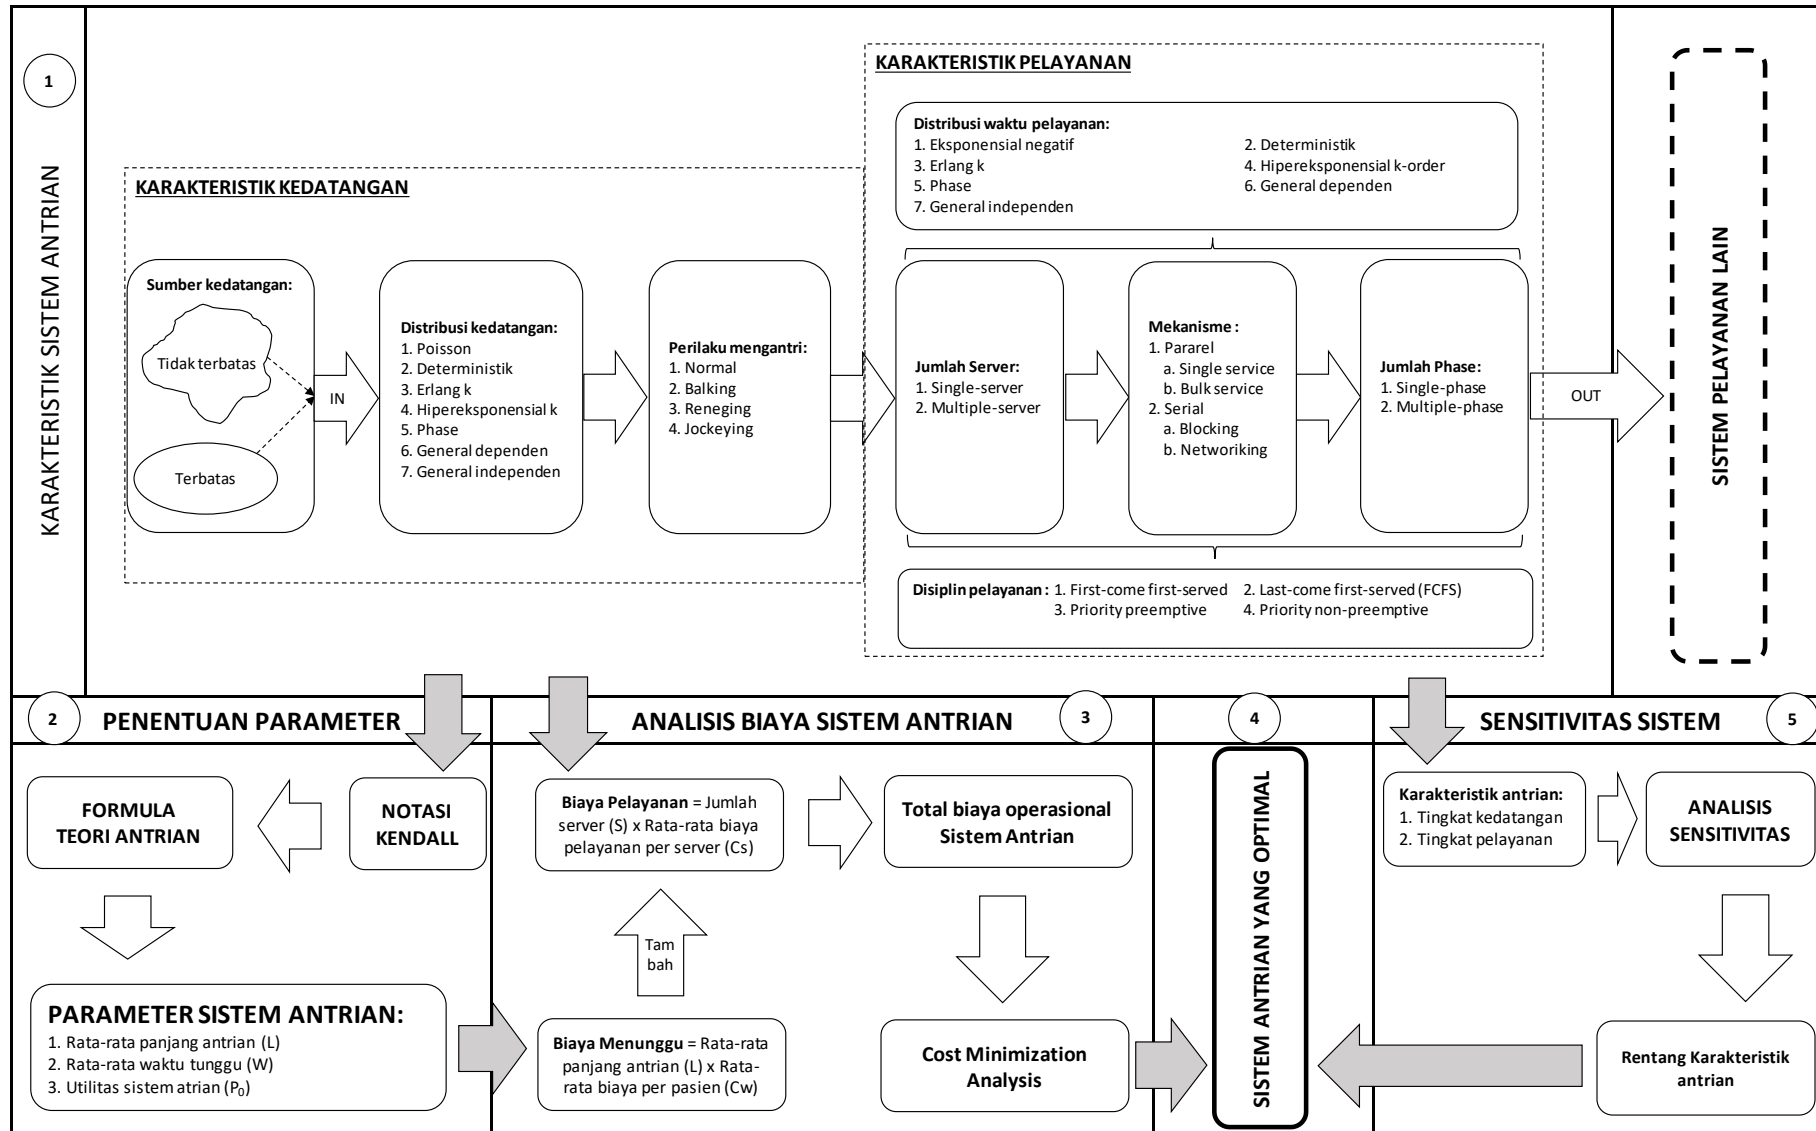 1
KARAKTERISTIK SISTEM ANTRIAN
KARAKTERISTIK KEDATANGAN
Sumber kedatangan:
Tidak terbatas
Terbatas
IN
Distribusi kedatangan:
1. Poisson
2. Deterministik
3. Erlang k
4. Hipereksponensial k
5. Phase
6. General dependen
7. General independen
Perilaku mengantri:
1. Normal
2. Balking
3. Reneging
4. Jockeying
KARAKTERISTIK PELAYANAN
Distribusi waktu pelayanan:
1. Eksponensial negatif 2. Deterministik
3. Erlang k 4. Hipereksponensial k-order
5. Phase 6. General dependen
7. General independen
Jumlah Server:
1. Single-server
2. Multiple-server
Mekanisme :
1. Pararel
a. Single service
b. Bulk service
2. Serial
a. Blocking
b. Networiking
Jumlah Phase:
1. Single-phase
2. Multiple-phase
OUT
Disiplin pelayanan : 1. First-come first-served 2. Last-come first-served (FCFS)
3. Priority preemptive 4. Priority non-preemptive
SISTEM PELAYANAN LAIN
2
PENENTUAN PARAMETER
FORMULA
TEORI ANTRIAN
NOTASI
KENDALL
PARAMETER SISTEM ANTRIAN:
1. Rata-rata panjang antrian (L)
2. Rata-rata waktu tunggu (W)
3. Utilitas sistem atrian (P₀)
ANALISIS BIAYA SISTEM ANTRIAN
3
Biaya Pelayanan = Jumlah
server (S) x Rata-rata biaya
pelayanan per server (Cs)
Tam
bah
Biaya Menunggu = Rata-rata
panjang antrian (L) x Rata-
rata biaya per pasien (Cw)
Total biaya operasional
Sistem Antrian
Cost Minimization
Analysis
4
SISTEM ANTRIAN YANG OPTIMAL
SENSITIVITAS SISTEM
5
Karakteristik antrian:
1. Tingkat kedatangan
2. Tingkat pelayanan
ANALISIS
SENSITIVITAS
Rentang Karakteristik
antrian